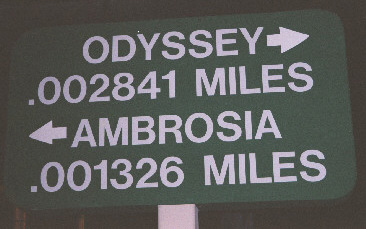 ODYSSEY
.002841 MILES
AMBROSIA
.001326 MILES